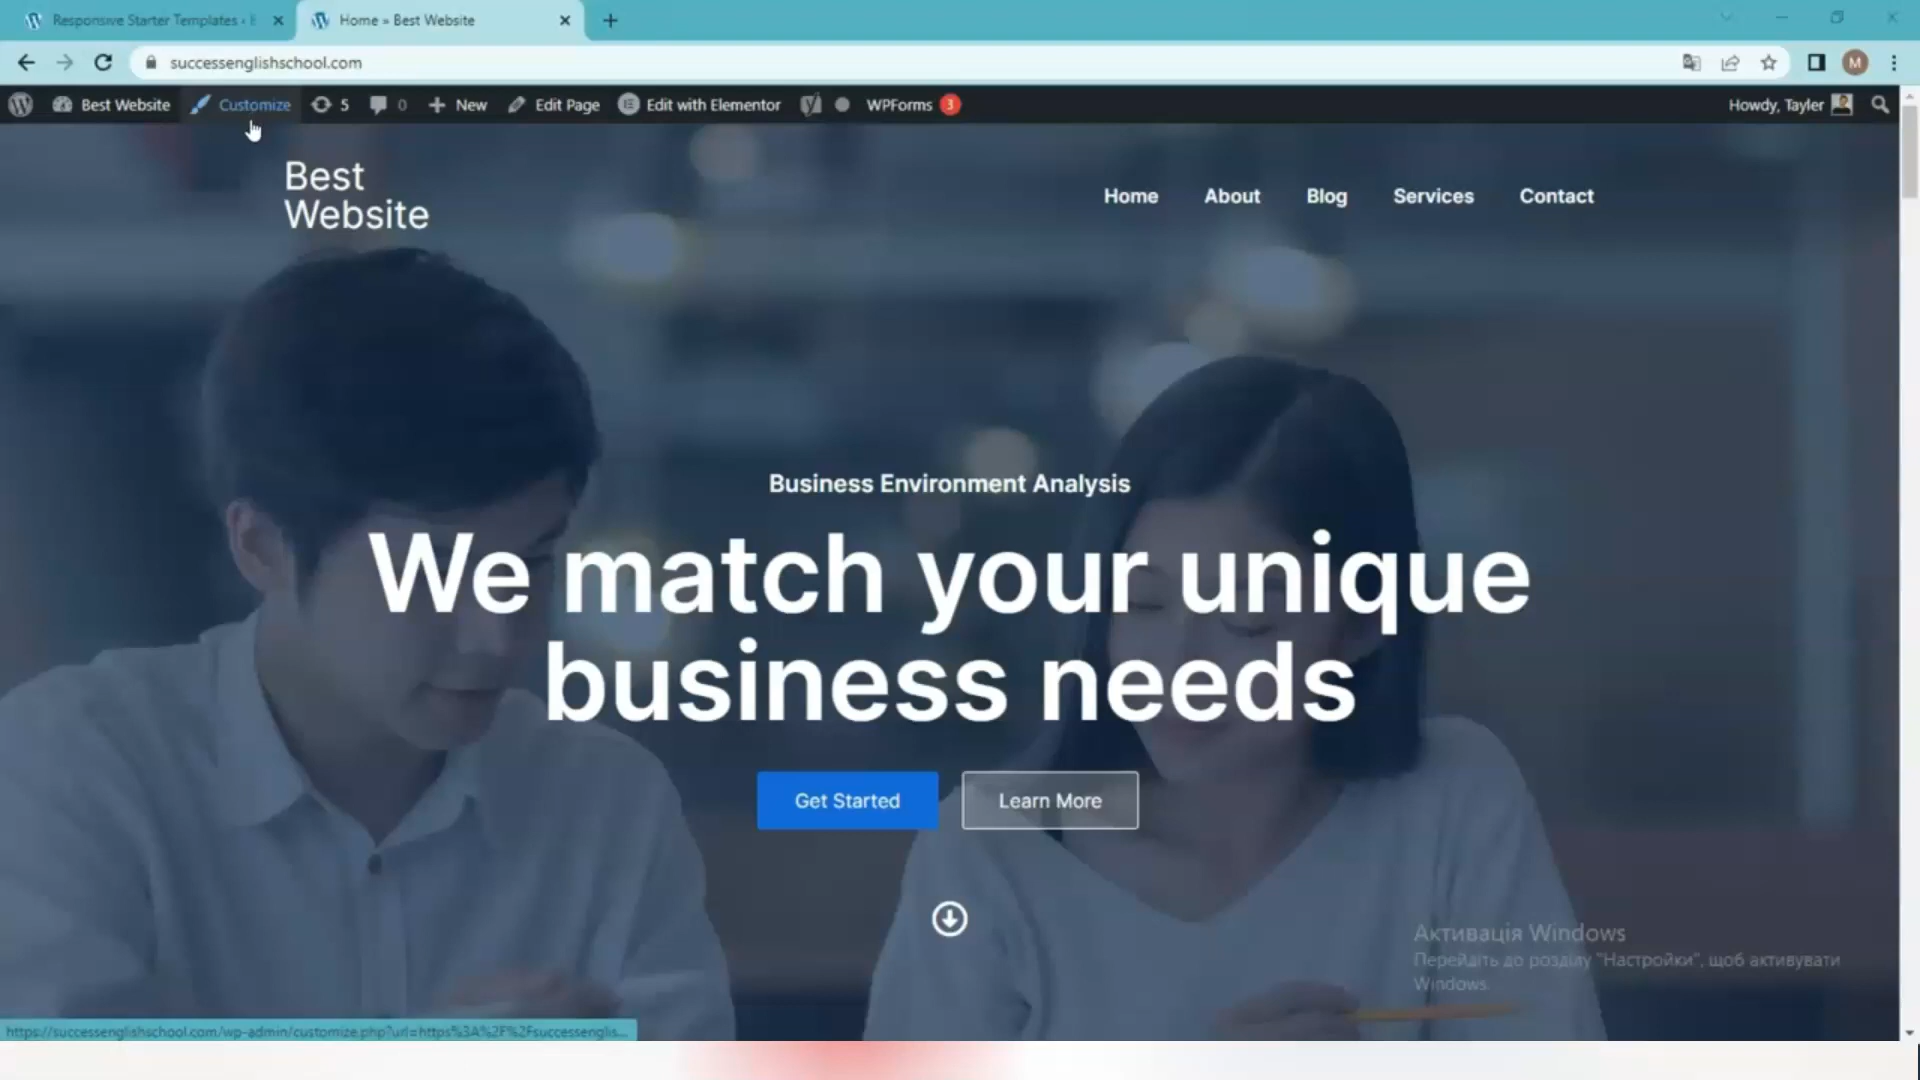 Responsive Starter Templates ‹
Home » Best Website
successenglishschool.com
M
Best Website Customize 5 0 New Edit Page Edit with Elementor WPForms 3 Howdy, Tayler
Best
Website
Home About Blog Services Contact
Business Environment Analysis
We match your unique
business needs
Get Started Learn More
Активація Windows
Перейдіть до розділу "Настройки", щоб активувати
Windows.
https://successenglishschool.com/wp-admin/customize.php?url=https%3A%2F%2Fsuccessenglis...